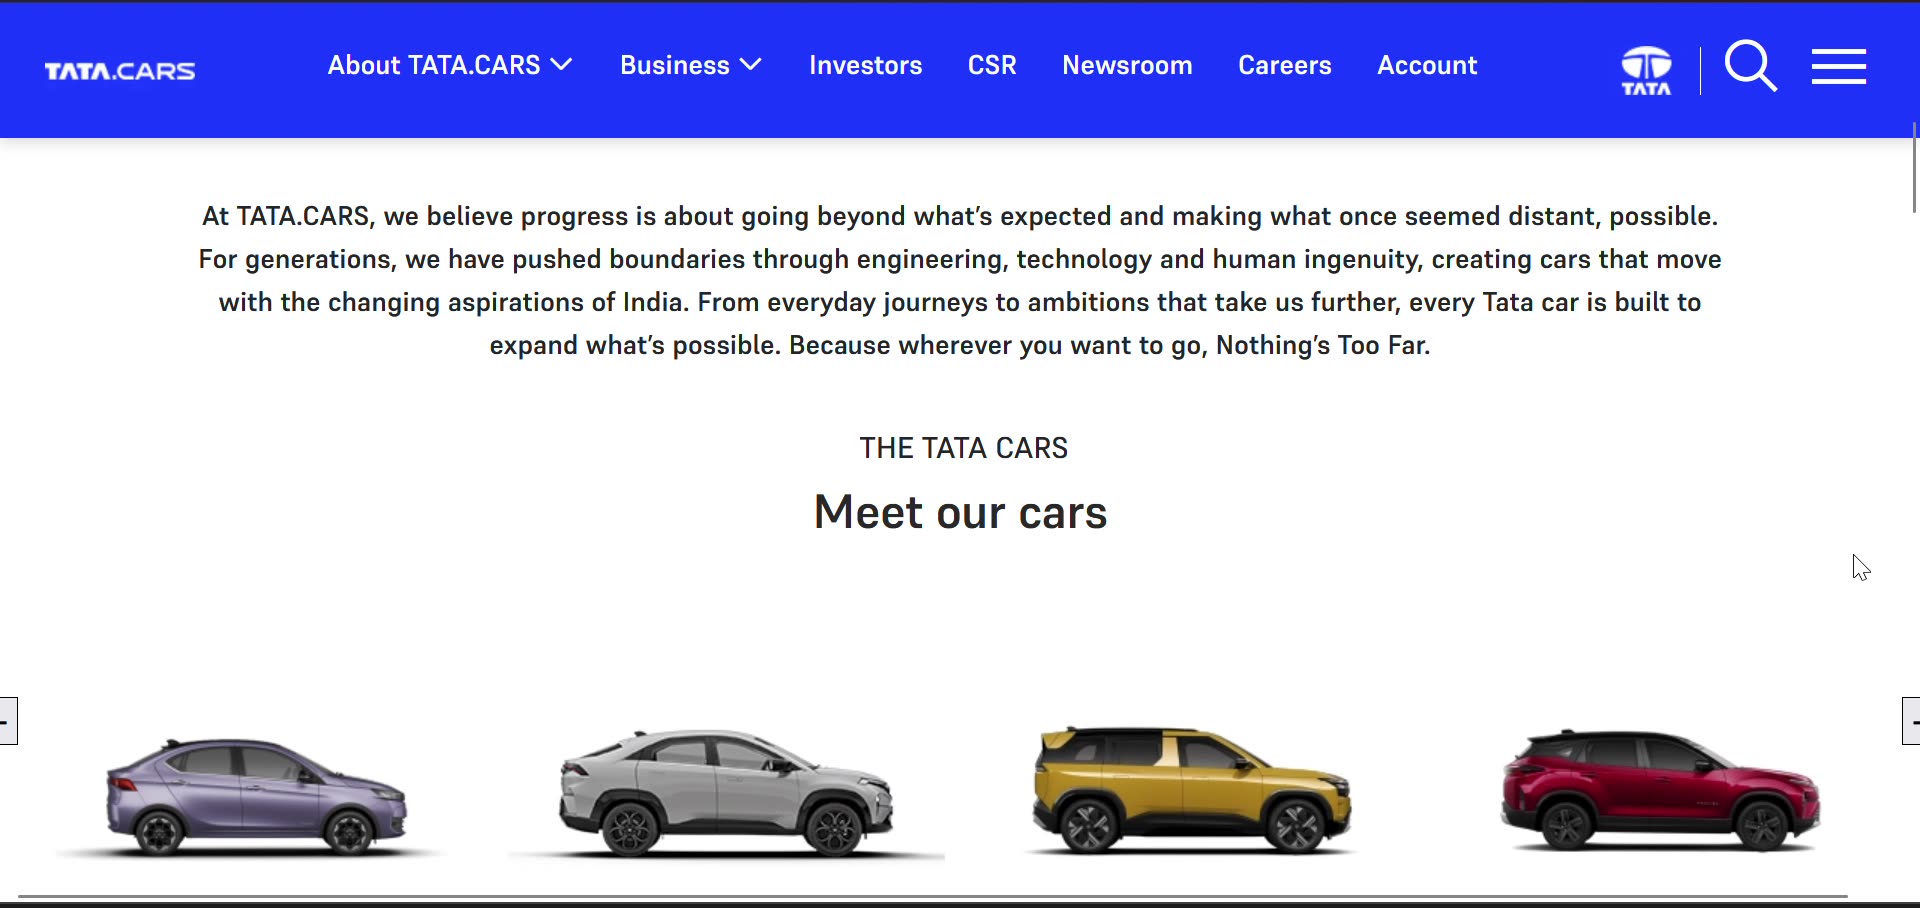 TATA.CARS
About TATA.CARS Business Investors CSR Newsroom Careers Account
TATA
At TATA.CARS, we believe progress is about going beyond what’s expected and making what once seemed distant, possible.
For generations, we have pushed boundaries through engineering, technology and human ingenuity, creating cars that move
with the changing aspirations of India. From everyday journeys to ambitions that take us further, every Tata car is built to
expand what’s possible. Because wherever you want to go, Nothing’s Too Far.
THE TATA CARS
Meet our cars